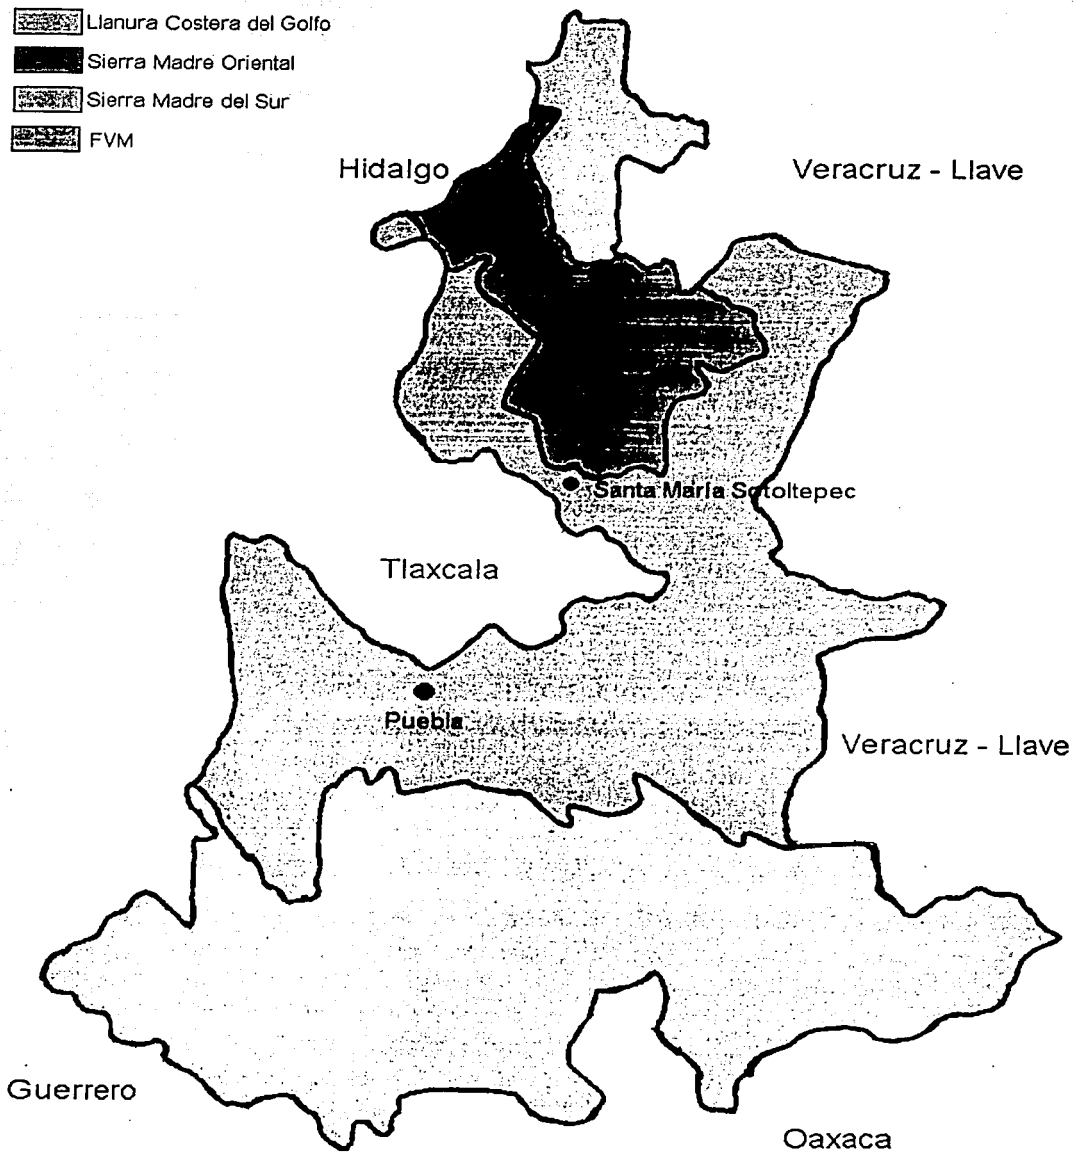 Llanura Costera del Golfo
Sierra Madre Oriental
Sierra Madre del Sur
FVM
Hidalgo
Veracruz - Llave
Santa María Sotoltepec
Tlaxcala
Puebla
Veracruz - Llave
Guerrero
Oaxaca